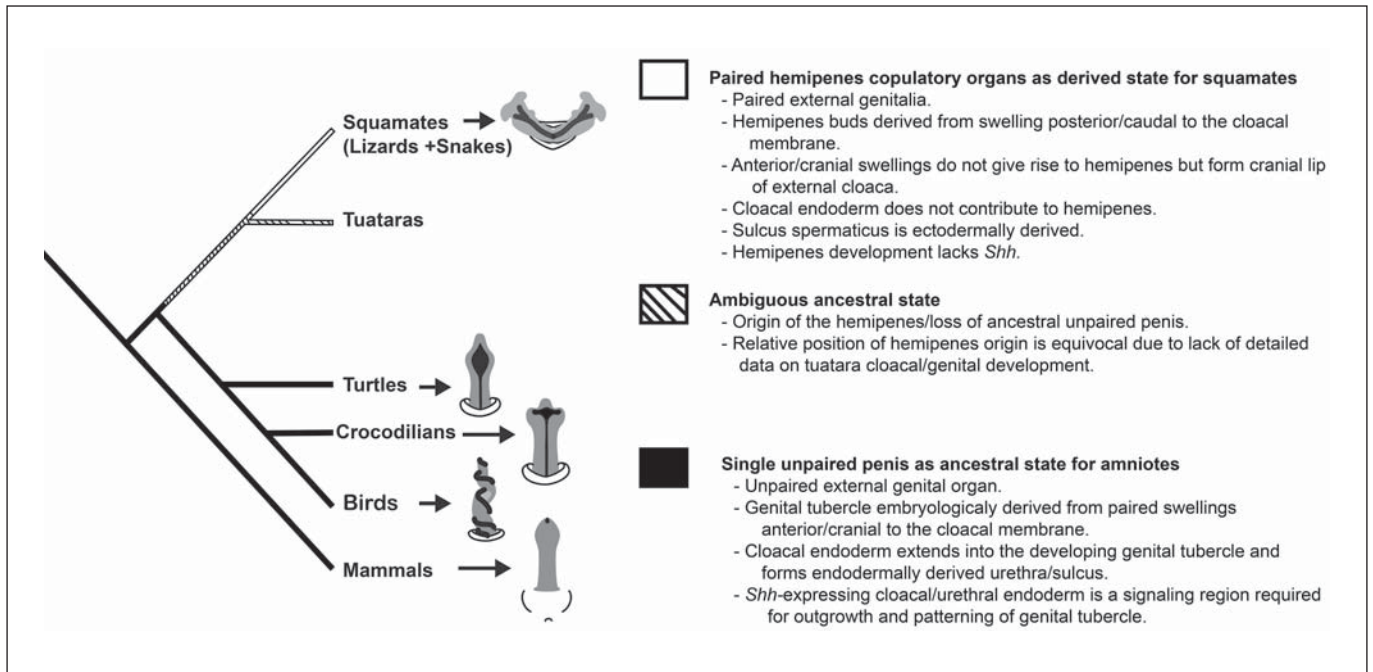 Squamates
(Lizards +Snakes)
Tuataras
Turtles
Crocodilians
Birds
Mammals
Paired hemipenes copulatory organs as derived state for squamates
- Paired external genitalia.
- Hemipenes buds derived from swelling posterior/caudal to the cloacal
membrane.
- Anterior/cranial swellings do not give rise to hemipenes but form cranial lip
of external cloaca.
- Cloacal endoderm does not contribute to hemipenes.
- Sulcus spermaticus is ectodermally derived.
- Hemipenes development lacks Shh.
Ambiguous ancestral state
- Origin of the hemipenes/loss of ancestral unpaired penis.
- Relative position of hemipenes origin is equivocal due to lack of detailed
data on tuatara cloacal/genital development.
Single unpaired penis as ancestral state for amniotes
- Unpaired external genital organ.
- Genital tubercle embryologicaly derived from paired swellings
anterior/cranial to the cloacal membrane.
- Cloacal endoderm extends into the developing genital tubercle and
forms endodermally derived urethra/sulcus.
- Shh-expressing cloacal/urethral endoderm is a signaling region required
for outgrowth and patterning of genital tubercle.